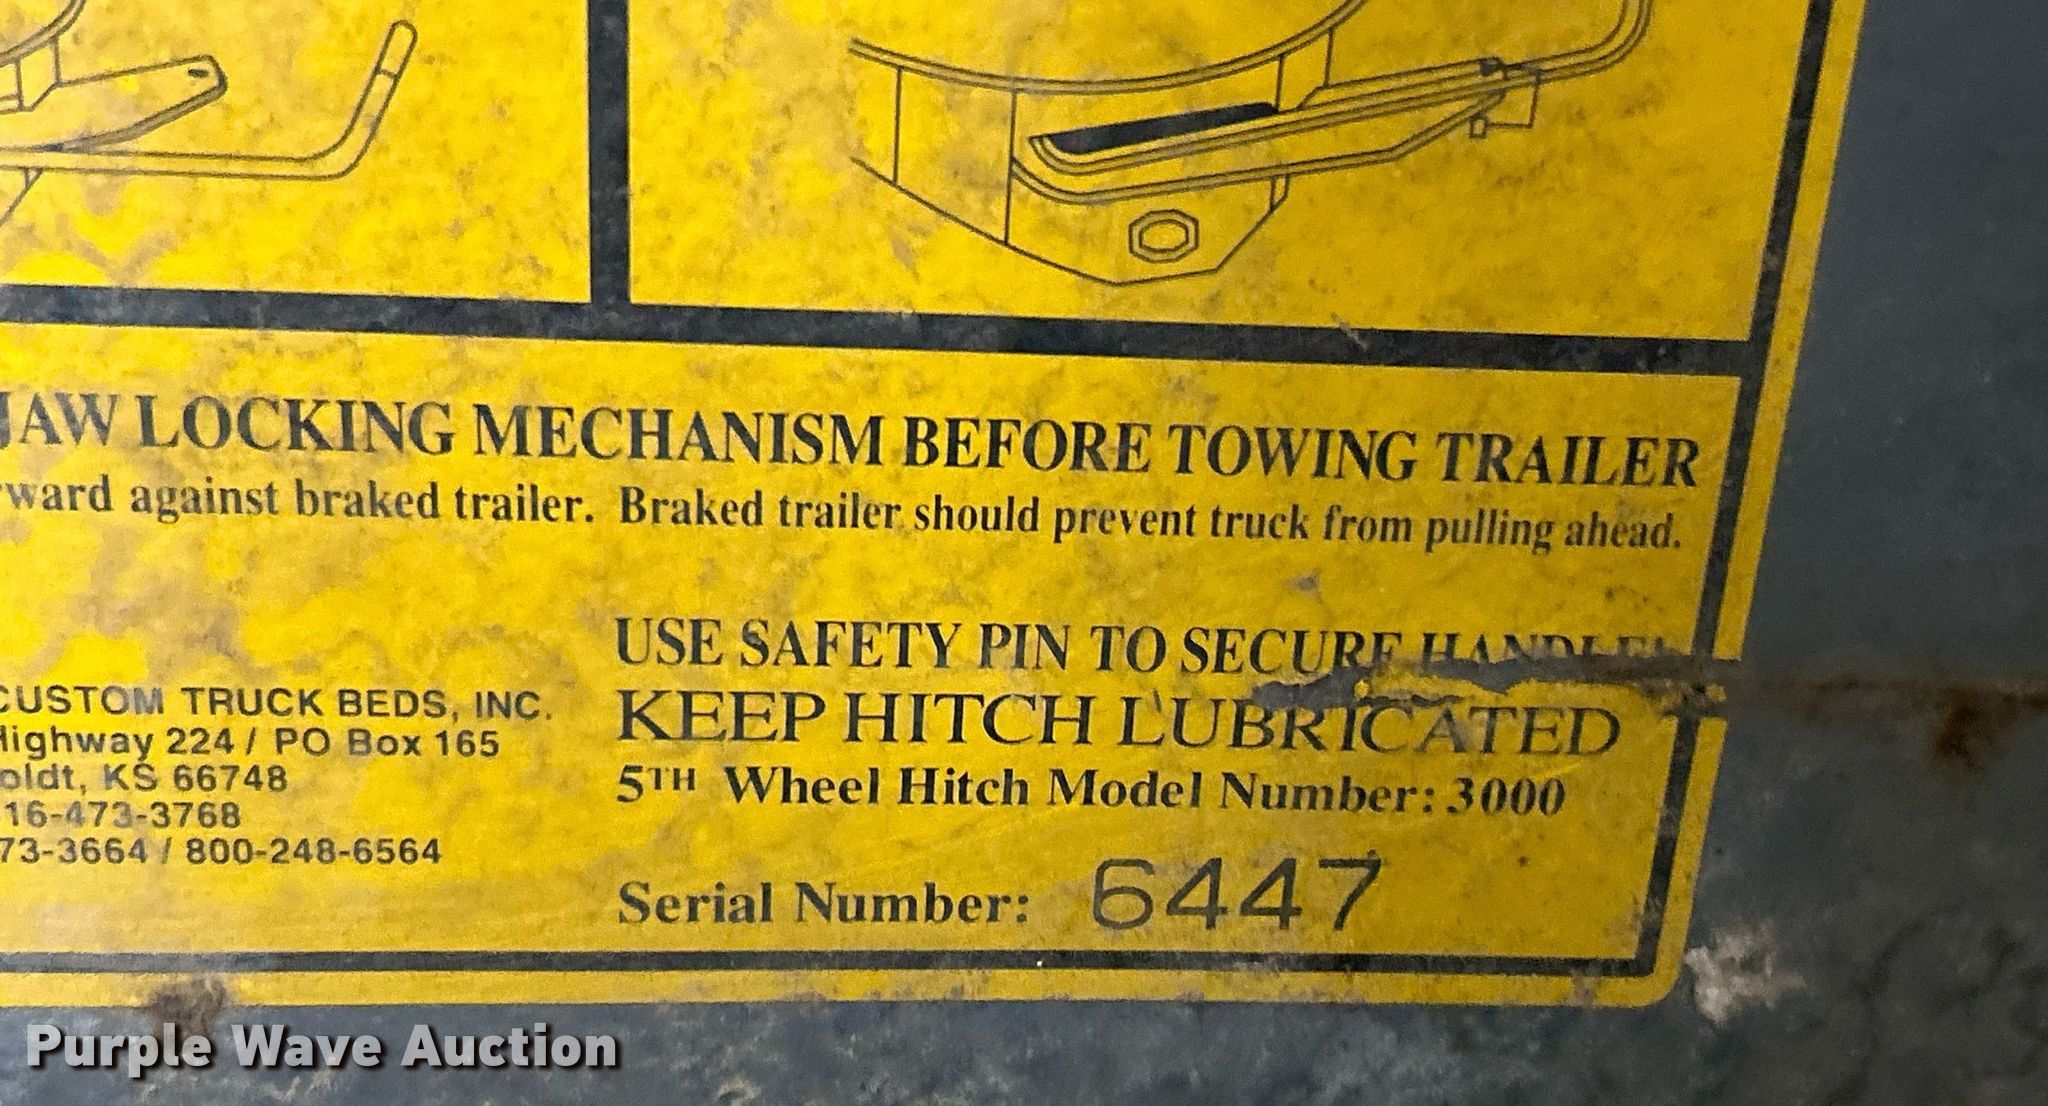 JAW LOCKING MECHANISM BEFORE TOWING TRAILER
ward against braked trailer. Braked trailer should prevent truck from pulling ahead.
USE SAFETY PIN TO SECURE HANDLE!
KEEP HITCH LUBRICATED
5TH Wheel Hitch Model Number: 3000
Serial Number: 6447
CUSTOM TRUCK BEDS, INC.
Highway 224 / PO Box 165
oldt, KS 66748
16-473-3768
73-3664 / 800-248-6564
Purple Wave Auction